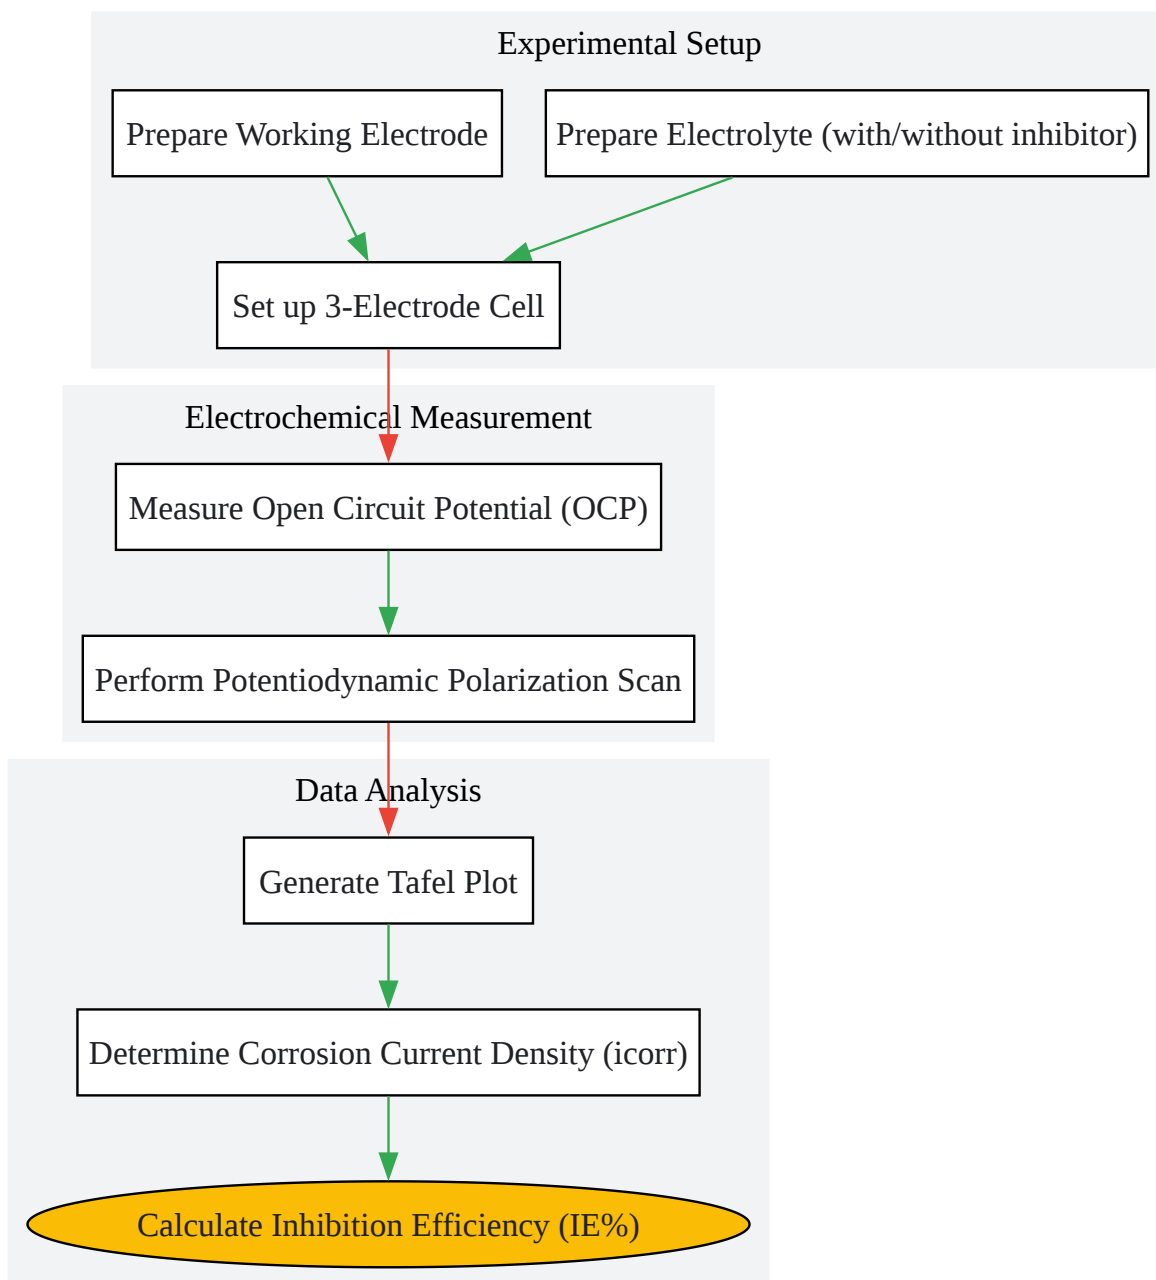 Experimental Setup
Prepare Working Electrode
Prepare Electrolyte (with/without inhibitor)
Set up 3-Electrode Cell
Electrochemical Measurement
Measure Open Circuit Potential (OCP)
Perform Potentiodynamic Polarization Scan
Data Analysis
Generate Tafel Plot
Determine Corrosion Current Density (icorr)
Calculate Inhibition Efficiency (IE%)